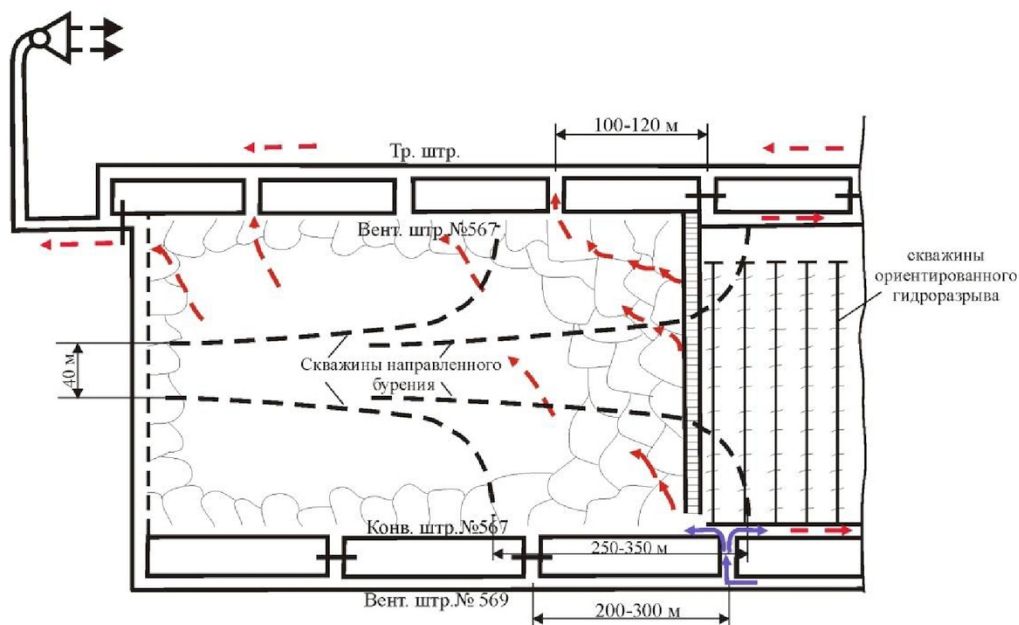 100-120 м
Тр. штр.
Вент. штр.№567
скважины
ориентированного
гидроразрыва
40 м
Скважины направленного
бурения
Конв. штр.№567
250-350 м
Вент. штр.№ 569
200-300 м